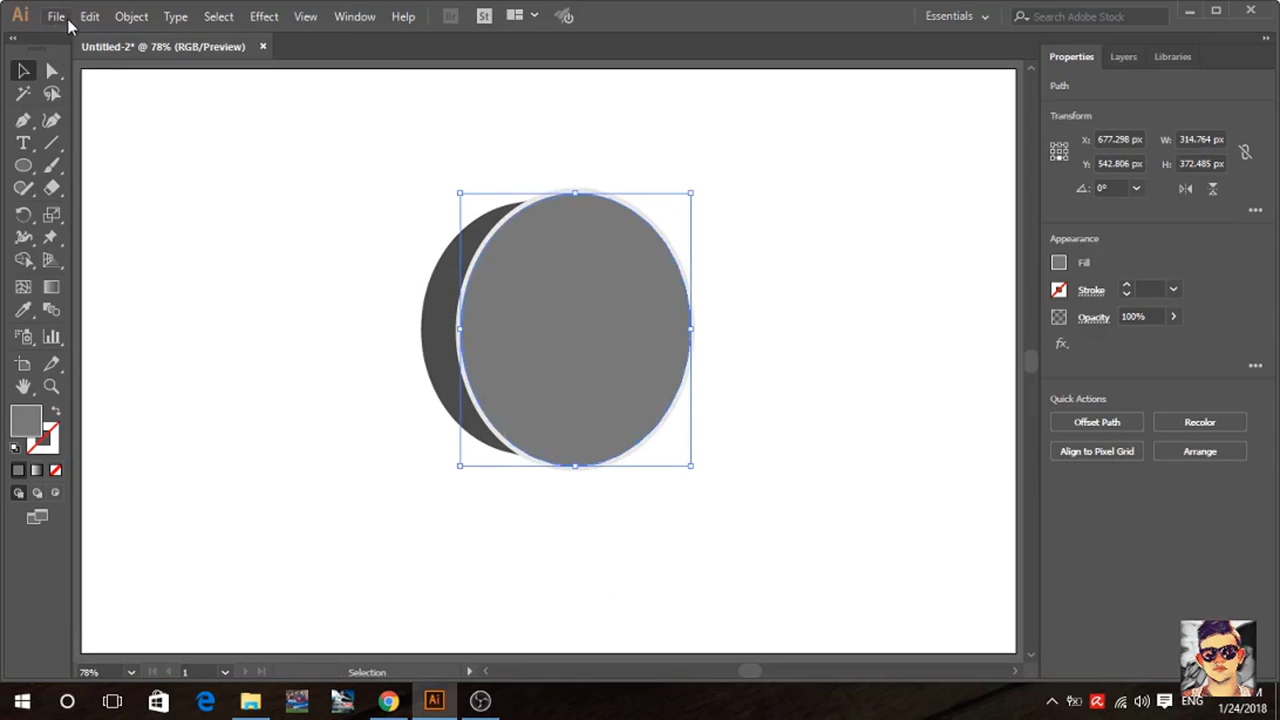 Ai File Edit Object Type Select Effect View Window Help Br St Essentials Search Adobe Stock
Untitled-2* @ 78% (RGB/Preview) ×
Properties Layers Libraries
Path
Transform
X: 677.298 px W: 314.764 px
Y: 542.806 px H: 372.485 px
0°
Appearance
Fill
Stroke
Opacity 100%
fx.
Quick Actions
Offset Path Recolor
Align to Pixel Grid Arrange
78% 1 Selection
Ai ENG
1/24/2018